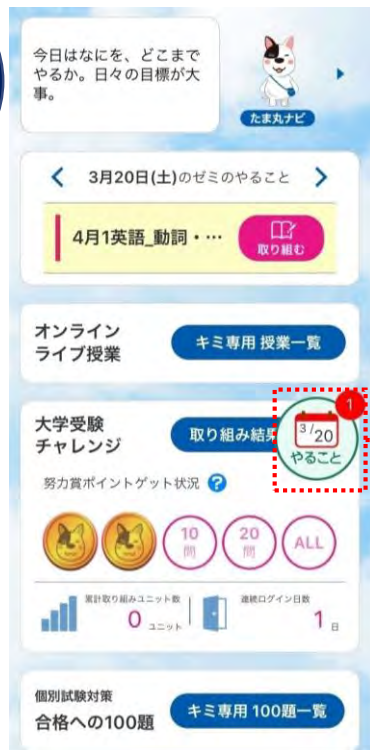 今日はなにを、どこまで
やるか。日々の目標が大
事。
たま丸ナビ
3月20日(土)のゼミのやること
4月1英語_動詞・…
取り組む
オンライン
ライブ授業
キミ専用 授業一覧
大学受験
チャレンジ
取り組み結果
1
3/20
やること
努力賞ポイントゲット状況 ?
10
問
20
問
ALL
累計取り組みユニット数
0 ユニット
連続ログイン日数
1 日
個別試験対策
合格への100題
キミ専用 100題一覧